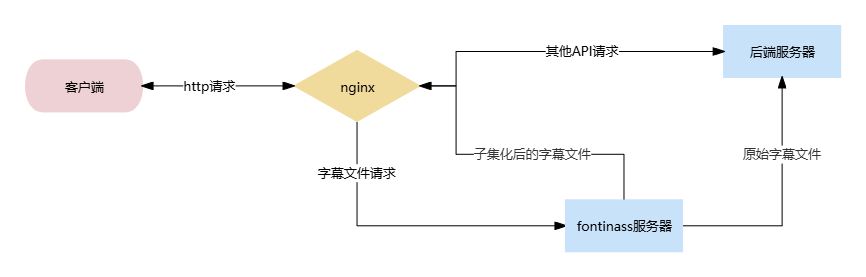 其他API请求
后端服务器
客户端
http请求
nginx
子集化后的字幕文件
原始字幕文件
字幕文件请求
fontinass服务器